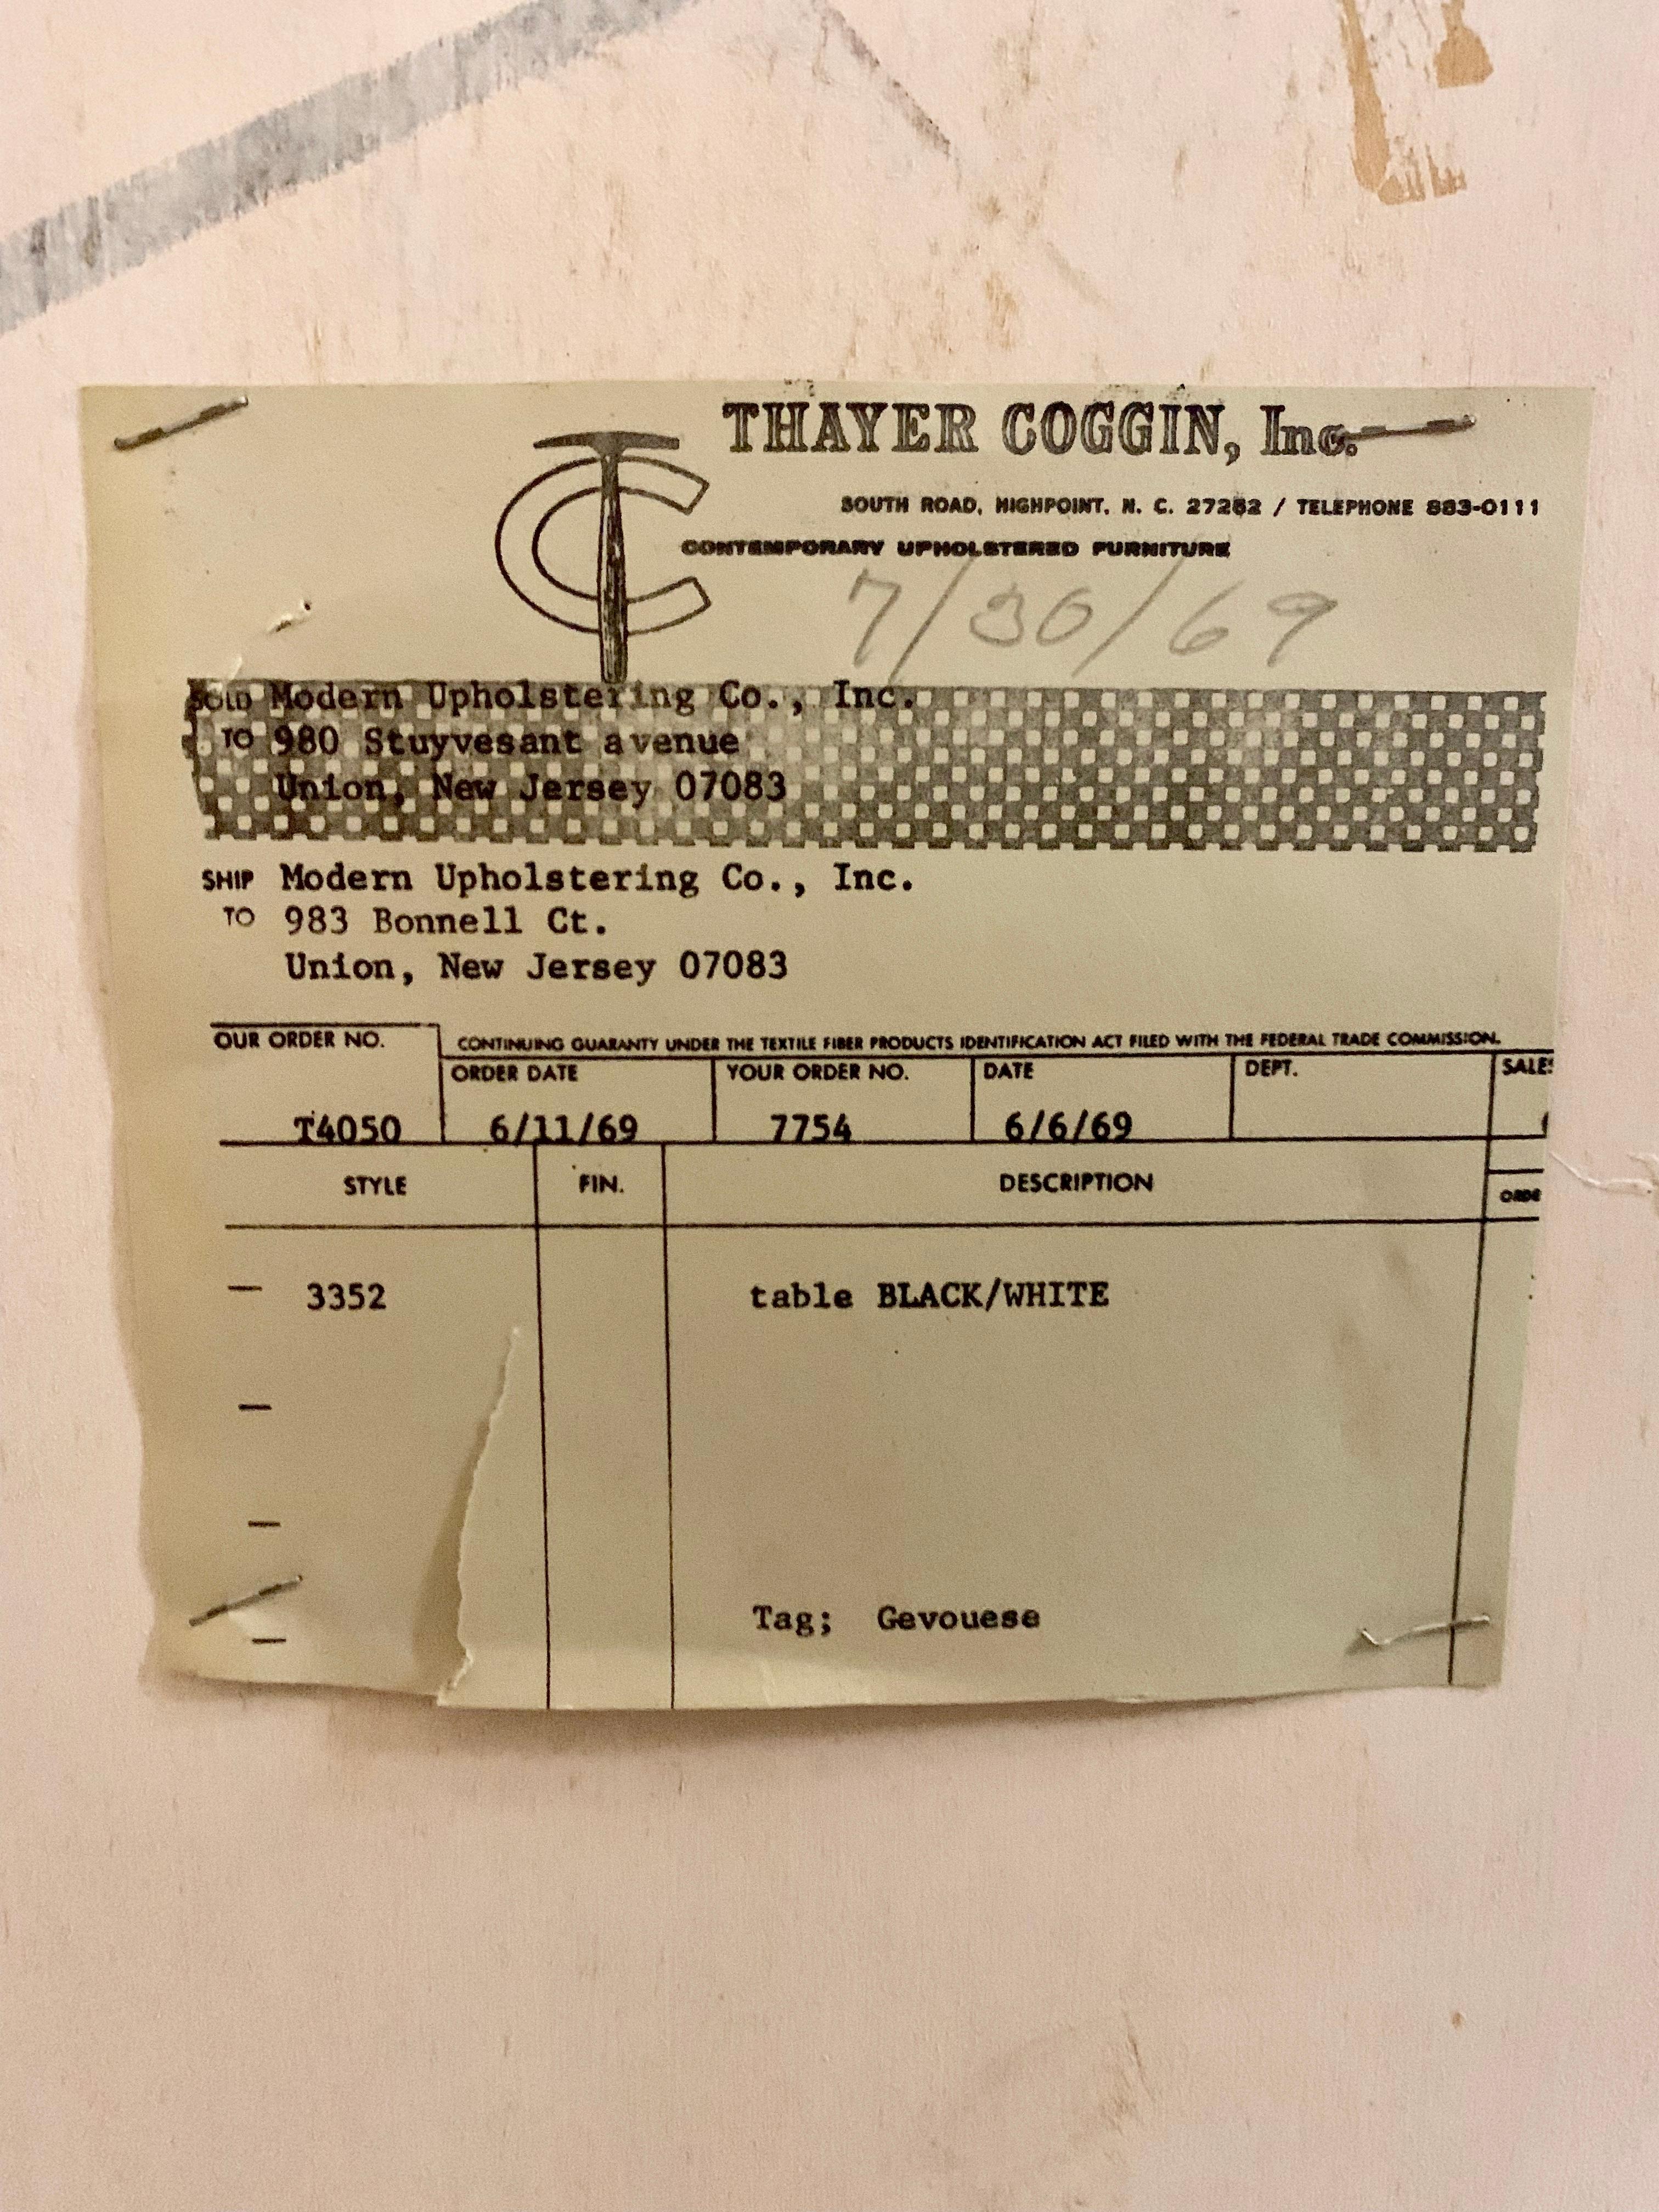 THAYER COGGIN, Inc.
SOUTH ROAD, HIGHPOINT, N. C. 27262 / TELEPHONE 883-0111
CONTEMPORARY UPHOLSTERED FURNITURE
7/30/69
SOLD Modern Upholstering Co., Inc.
TO 980 Stuyvesant avenue
Union, New Jersey 07083
SHIP Modern Upholstering Co., Inc.
TO 983 Bonnell Ct.
Union, New Jersey 07083
OUR ORDER NO. CONTINUING GUARANTY UNDER THE TEXTILE FIBER PRODUCTS IDENTIFICATION ACT FILED WITH THE FEDERAL TRADE COMMISSION.
ORDER DATE YOUR ORDER NO. DATE DEPT. SALES
T4050 6/11/69 7754 6/6/69
STYLE FIN. DESCRIPTION ORDE
3352 table BLACK/WHITE
Tag; Gevouese